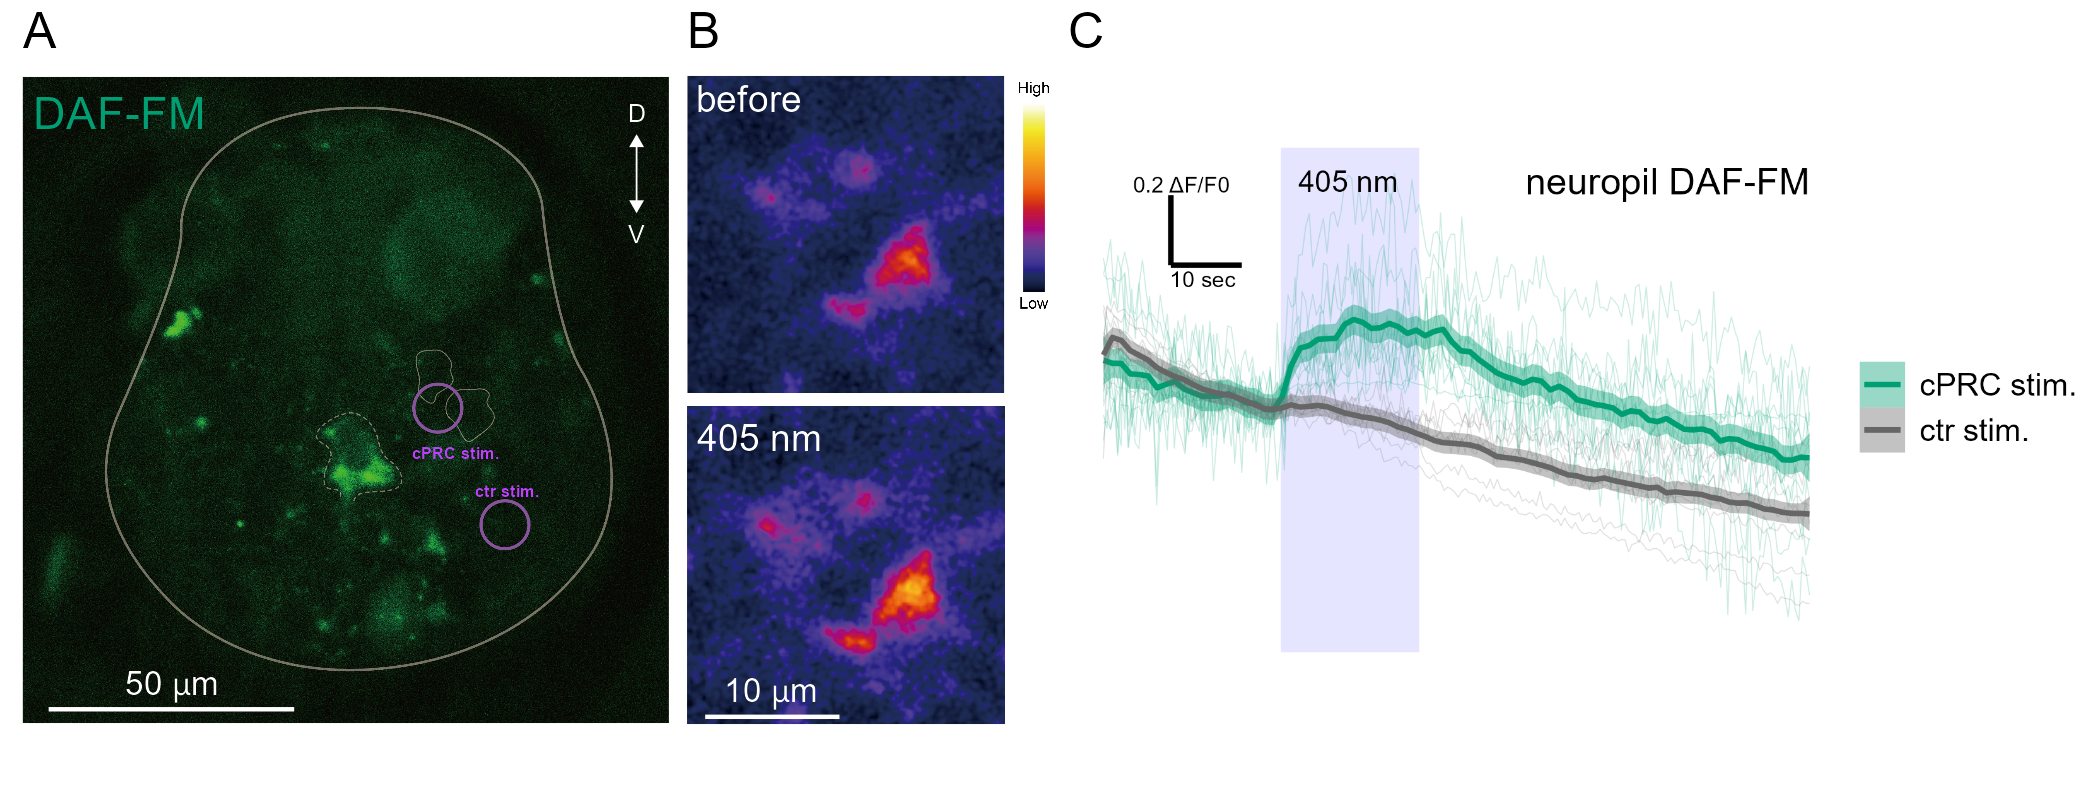 A
DAF-FM
D
V
cPRC stim.
ctr stim.
50 μm
B
before
High
Low
405 nm
10 μm
C
0.2 ΔF/F0
10 sec
405 nm
neuropil DAF-FM
cPRC stim.
ctr stim.